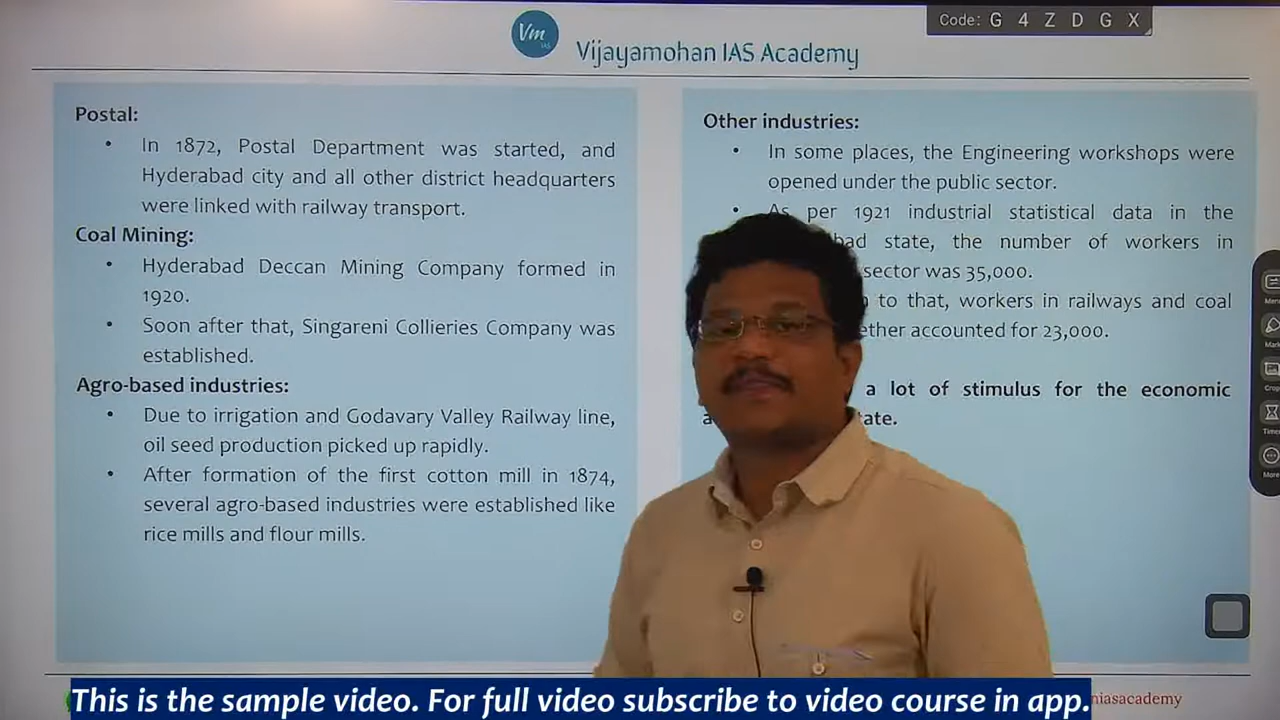 Code: G 4 Z D G X
Vm
IAS
Vijayamohan IAS Academy
Postal:
• In 1872, Postal Department was started, and
Hyderabad city and all other district headquarters
were linked with railway transport.
Coal Mining:
• Hyderabad Deccan Mining Company formed in
1920.
• Soon after that, Singareni Collieries Company was
established.
Agro-based industries:
• Due to irrigation and Godavary Valley Railway line,
oil seed production picked up rapidly.
• After formation of the first cotton mill in 1874,
several agro-based industries were established like
rice mills and flour mills.
Other industries:
• In some places, the Engineering workshops were
opened under the public sector.
• As per 1921 industrial statistical data in the
state, the number of workers in
sector was 35,000.
to that, workers in railways and coal
accounted for 23,000.
a lot of stimulus for the economic
More
This is the sample video. For full video subscribe to video course in app.
niasacademy